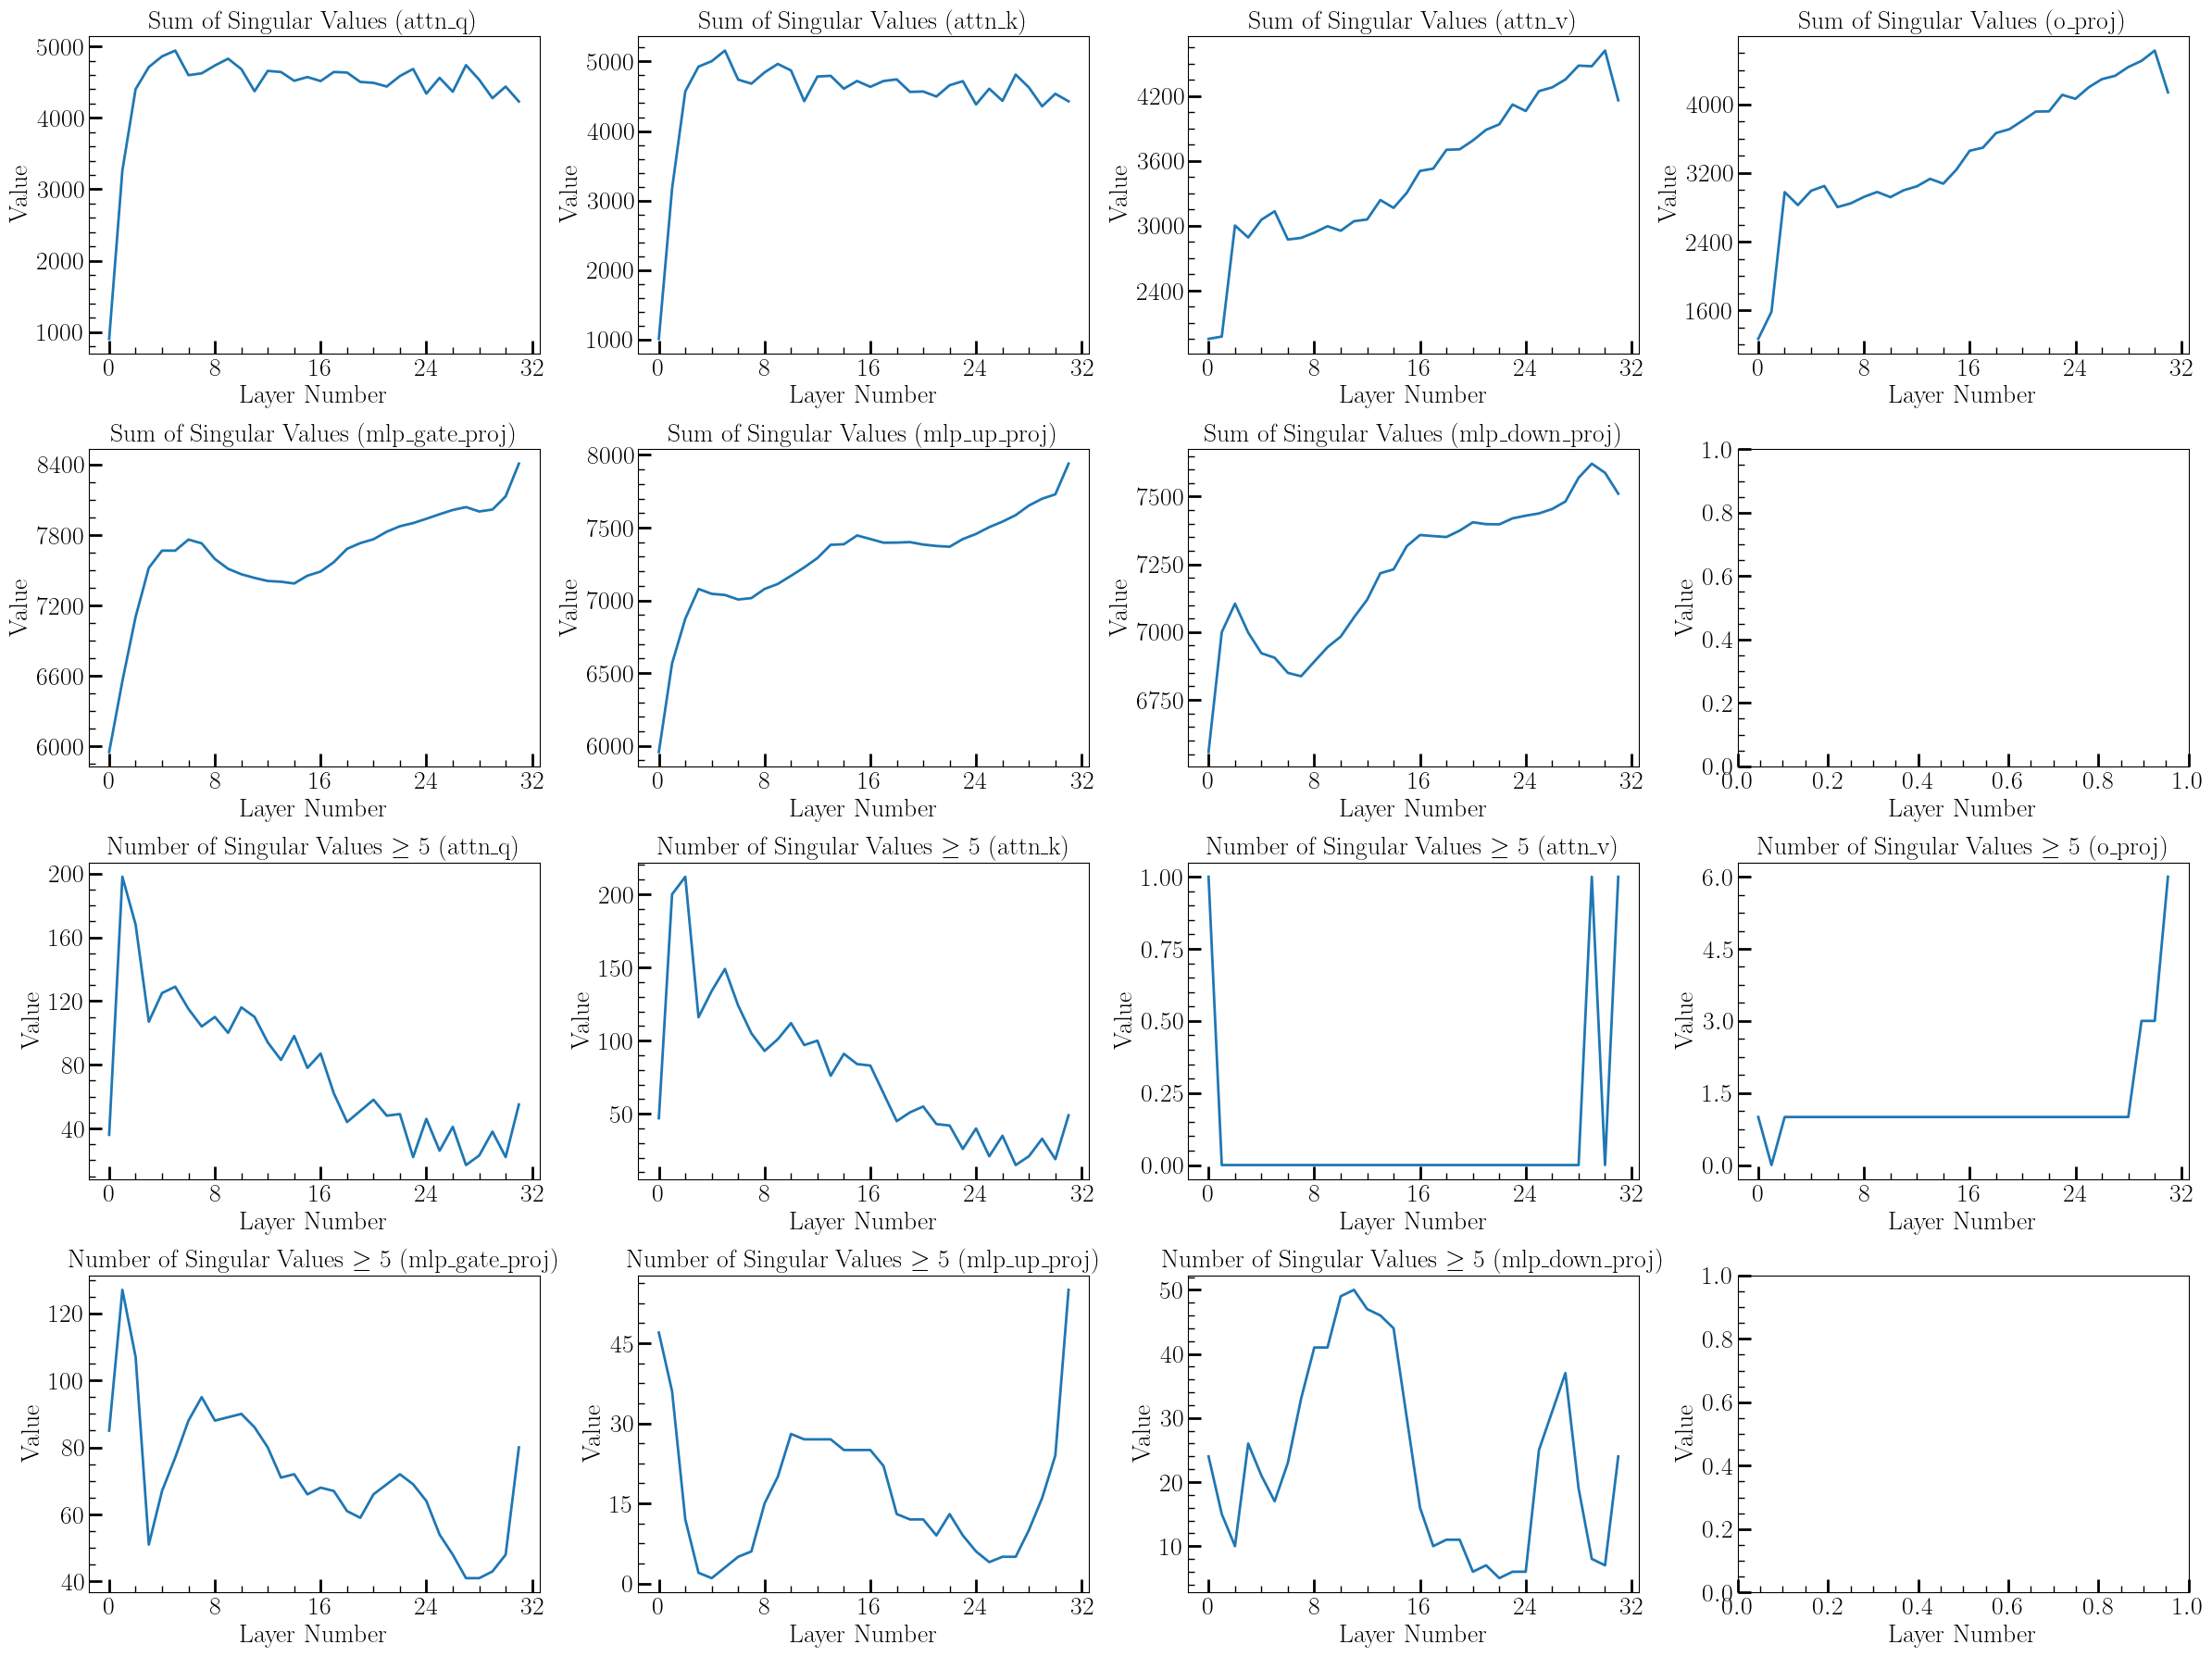 Sum of Singular Values (attn_q)
Value
5000
4000
3000
2000
1000
0 8 16 24 32
Layer Number
Sum of Singular Values (attn_k)
Value
5000
4000
3000
2000
1000
0 8 16 24 32
Layer Number
Sum of Singular Values (attn_v)
Value
4200
3600
3000
2400
0 8 16 24 32
Layer Number
Sum of Singular Values (o_proj)
Value
4000
3200
2400
1600
0 8 16 24 32
Layer Number
Sum of Singular Values (mlp_gate_proj)
Value
8400
7800
7200
6600
6000
0 8 16 24 32
Layer Number
Sum of Singular Values (mlp_up_proj)
Value
8000
7500
7000
6500
6000
0 8 16 24 32
Layer Number
Sum of Singular Values (mlp_down_proj)
Value
7500
7250
7000
6750
0 8 16 24 32
Layer Number
Value
1.0
0.8
0.6
0.4
0.2
0.0
0.0 0.2 0.4 0.6 0.8 1.0
Layer Number
Number of Singular Values ≥ 5 (attn_q)
Value
200
160
120
80
40
0 8 16 24 32
Layer Number
Number of Singular Values ≥ 5 (attn_k)
Value
200
150
100
50
0 8 16 24 32
Layer Number
Number of Singular Values ≥ 5 (attn_v)
Value
1.00
0.75
0.50
0.25
0.00
0 8 16 24 32
Layer Number
Number of Singular Values ≥ 5 (o_proj)
Value
6.0
4.5
3.0
1.5
0.0
0 8 16 24 32
Layer Number
Number of Singular Values ≥ 5 (mlp_gate_proj)
Value
120
100
80
60
40
0 8 16 24 32
Layer Number
Number of Singular Values ≥ 5 (mlp_up_proj)
Value
45
30
15
0
0 8 16 24 32
Layer Number
Number of Singular Values ≥ 5 (mlp_down_proj)
Value
50
40
30
20
10
0 8 16 24 32
Layer Number
Value
1.0
0.8
0.6
0.4
0.2
0.0
0.0 0.2 0.4 0.6 0.8 1.0
Layer Number